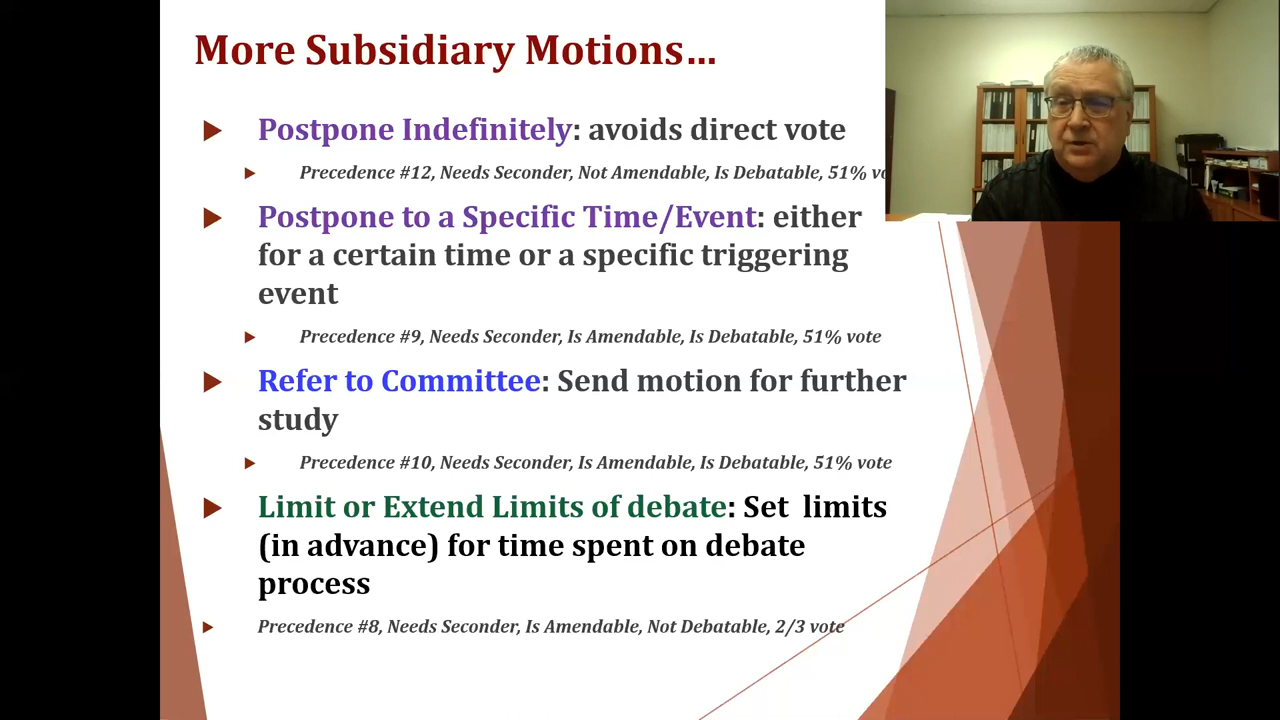 More Subsidiary Motions...
Postpone Indefinitely: avoids direct vote
Precedence #12, Needs Seconder, Not Amendable, Is Debatable, 51%
Postpone to a Specific Time/Event: either
for a certain time or a specific triggering
event
Precedence #9, Needs Seconder, Is Amendable, Is Debatable, 51% vote
Refer to Committee: Send motion for further
study
Precedence #10, Needs Seconder, Is Amendable, Is Debatable, 51% vote
Limit or Extend Limits of debate: Set limits
(in advance) for time spent on debate
process
Precedence #8, Needs Seconder, Is Amendable, Not Debatable, 2/3 vote